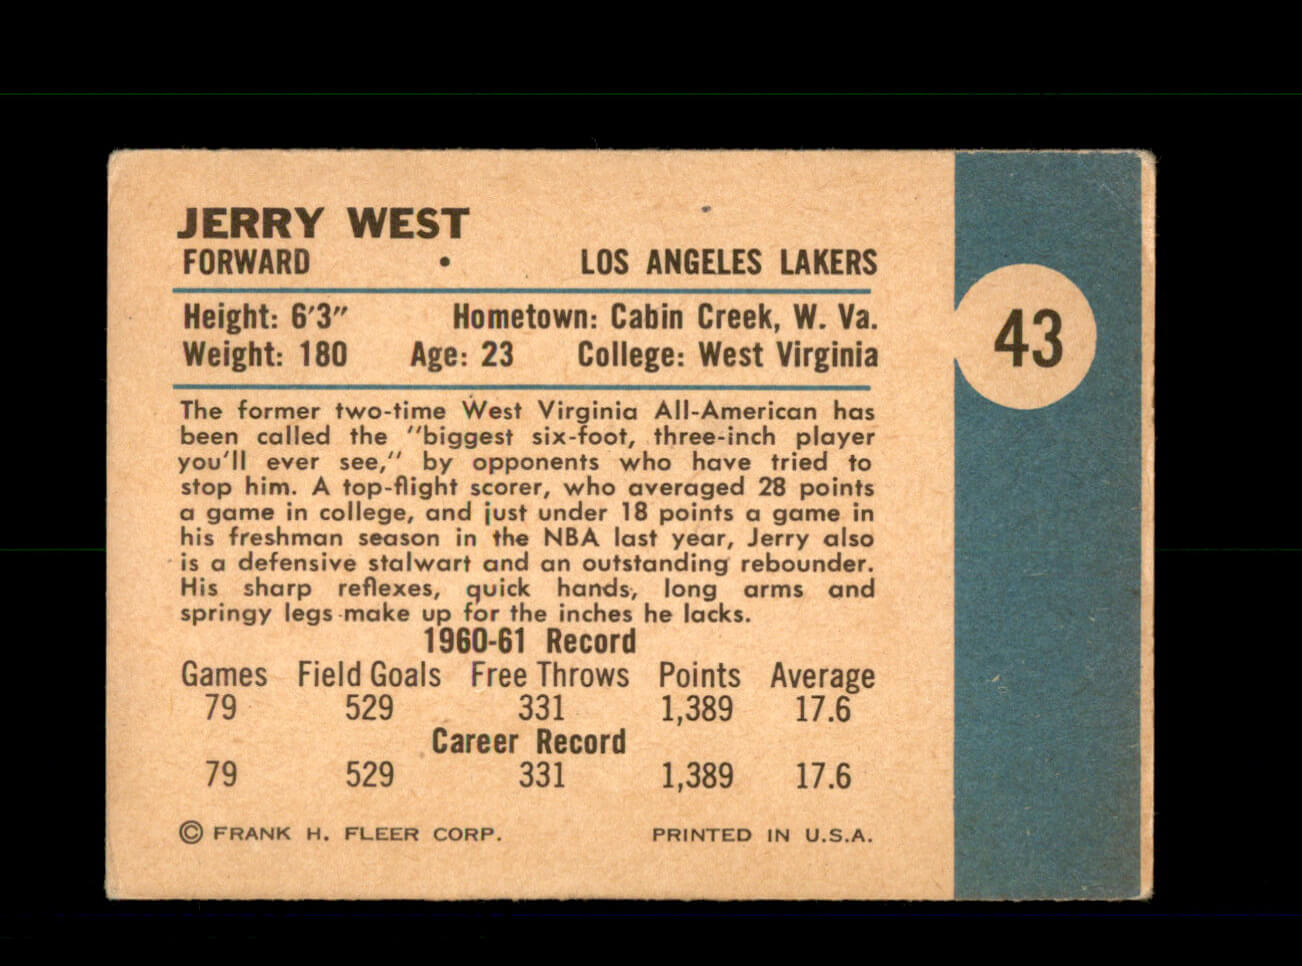 JERRY WEST
FORWARD • LOS ANGELES LAKERS
Height: 6'3" Hometown: Cabin Creek, W. Va.
Weight: 180 Age: 23 College: West Virginia
43
The former two-time West Virginia All-American has
been called the "biggest six-foot, three-inch player
you'll ever see," by opponents who have tried to
stop him. A top-flight scorer, who averaged 28 points
a game in college, and just under 18 points a game in
his freshman season in the NBA last year, Jerry also
is a defensive stalwart and an outstanding rebounder.
His sharp reflexes, quick hands, long arms and
springy legs make up for the inches he lacks.
1960-61 Record
Games Field Goals Free Throws Points Average
79 529 331 1,389 17.6
Career Record
79 529 331 1,389 17.6
© FRANK H. FLEER CORP. PRINTED IN U.S.A.